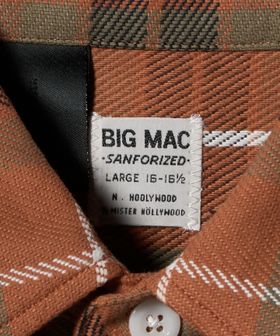 BIG MAC
-SANFORIZED-
LARGE 16-16½
N. HOOLYWOOD
MISTER HOLLYWOOD